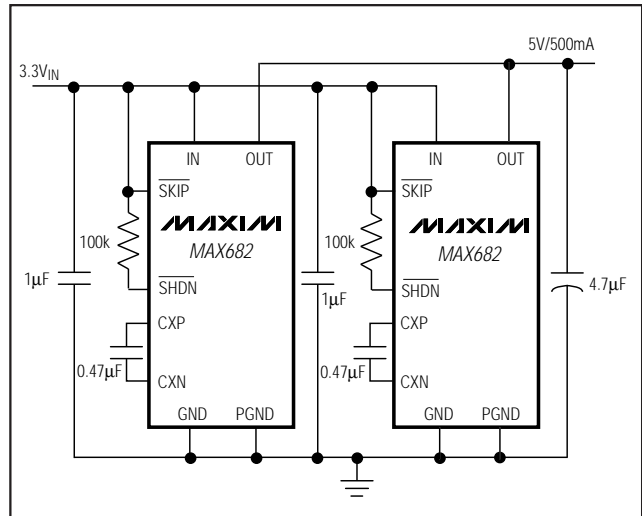 5V/500mA
3.3VIN
IN OUT IN OUT
SKIP SKIP
MAXIM MAXIM
100k MAX682 100k MAX682
1µF SHDN 1µF SHDN 4.7µF
CXP CXP
0.47µF 0.47µF
CXN CXN
GND PGND GND PGND